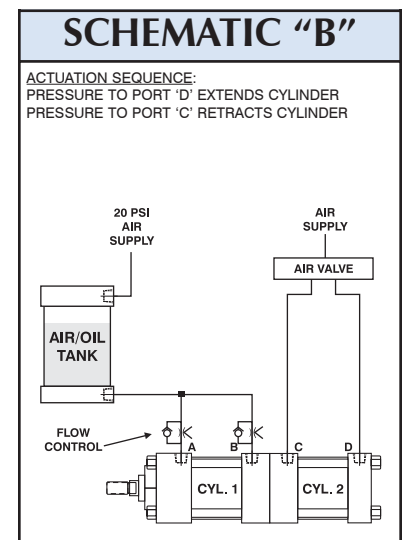 SCHEMATIC “B”
ACTUATION SEQUENCE:
PRESSURE TO PORT ‘D’ EXTENDS CYLINDER
PRESSURE TO PORT ‘C’ RETRACTS CYLINDER
20 PSI
AIR
SUPPLY
AIR
SUPPLY
AIR VALVE
AIR/OIL
TANK
FLOW
CONTROL
A
B
C
D
CYL. 1
CYL. 2